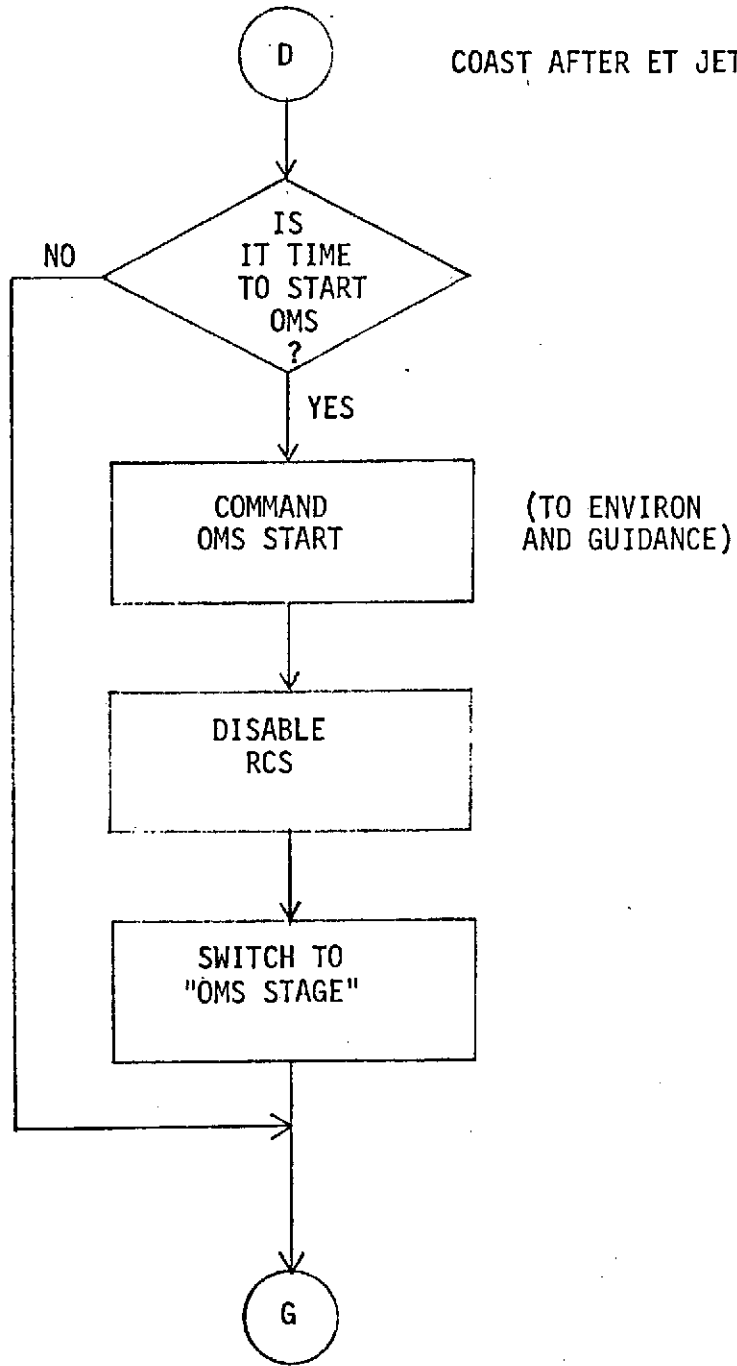 D
COAST AFTER ET JET
IS
IT TIME
TO START
OMS
?
NO
YES
COMMAND
OMS START
(TO ENVIRON
AND GUIDANCE)
DISABLE
RCS
SWITCH TO
"OMS STAGE"
G